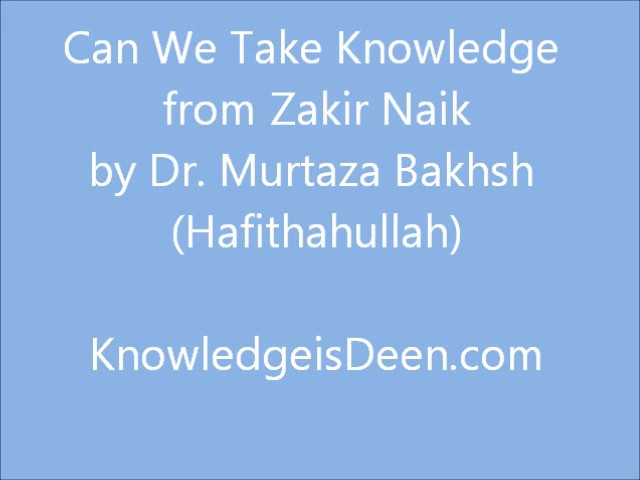 Can We Take Knowledge
from Zakir Naik
by Dr. Murtaza Bakhsh
(Hafithahullah)
KnowledgeisDeen.com